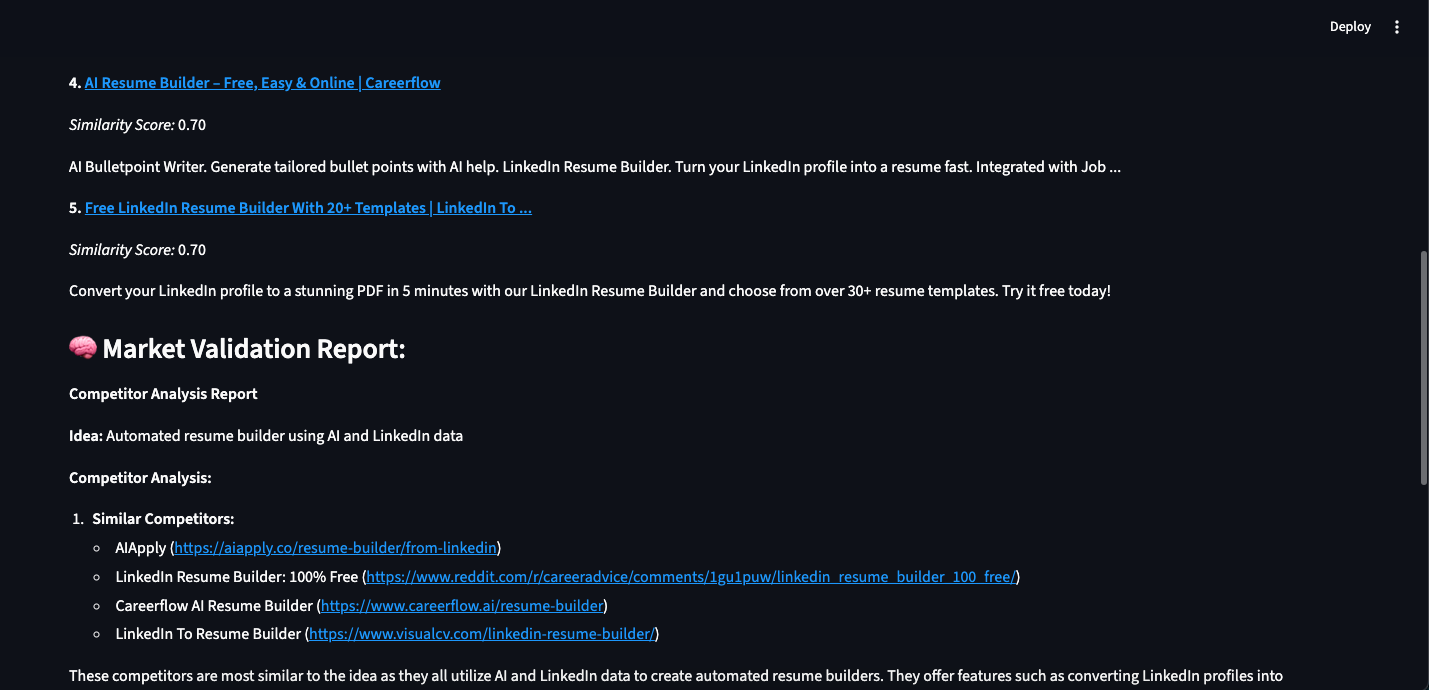 Deploy
4. AI Resume Builder – Free, Easy & Online | Careerflow
Similarity Score: 0.70
AI Bulletpoint Writer. Generate tailored bullet points with AI help. LinkedIn Resume Builder. Turn your LinkedIn profile into a resume fast. Integrated with Job ...
5. Free LinkedIn Resume Builder With 20+ Templates | LinkedIn To ...
Similarity Score: 0.70
Convert your LinkedIn profile to a stunning PDF in 5 minutes with our LinkedIn Resume Builder and choose from over 30+ resume templates. Try it free today!
🧠 Market Validation Report:
Competitor Analysis Report
Idea: Automated resume builder using AI and LinkedIn data
Competitor Analysis:
1. Similar Competitors:
AIApply (https://aiapply.co/resume-builder/from-linkedin)
LinkedIn Resume Builder: 100% Free (https://www.reddit.com/r/careeradvice/comments/1gu1puw/linkedin_resume_builder_100_free/)
Careerflow AI Resume Builder (https://www.careerflow.ai/resume-builder)
LinkedIn To Resume Builder (https://www.visualcv.com/linkedin-resume-builder/)
These competitors are most similar to the idea as they all utilize AI and LinkedIn data to create automated resume builders. They offer features such as converting LinkedIn profiles into